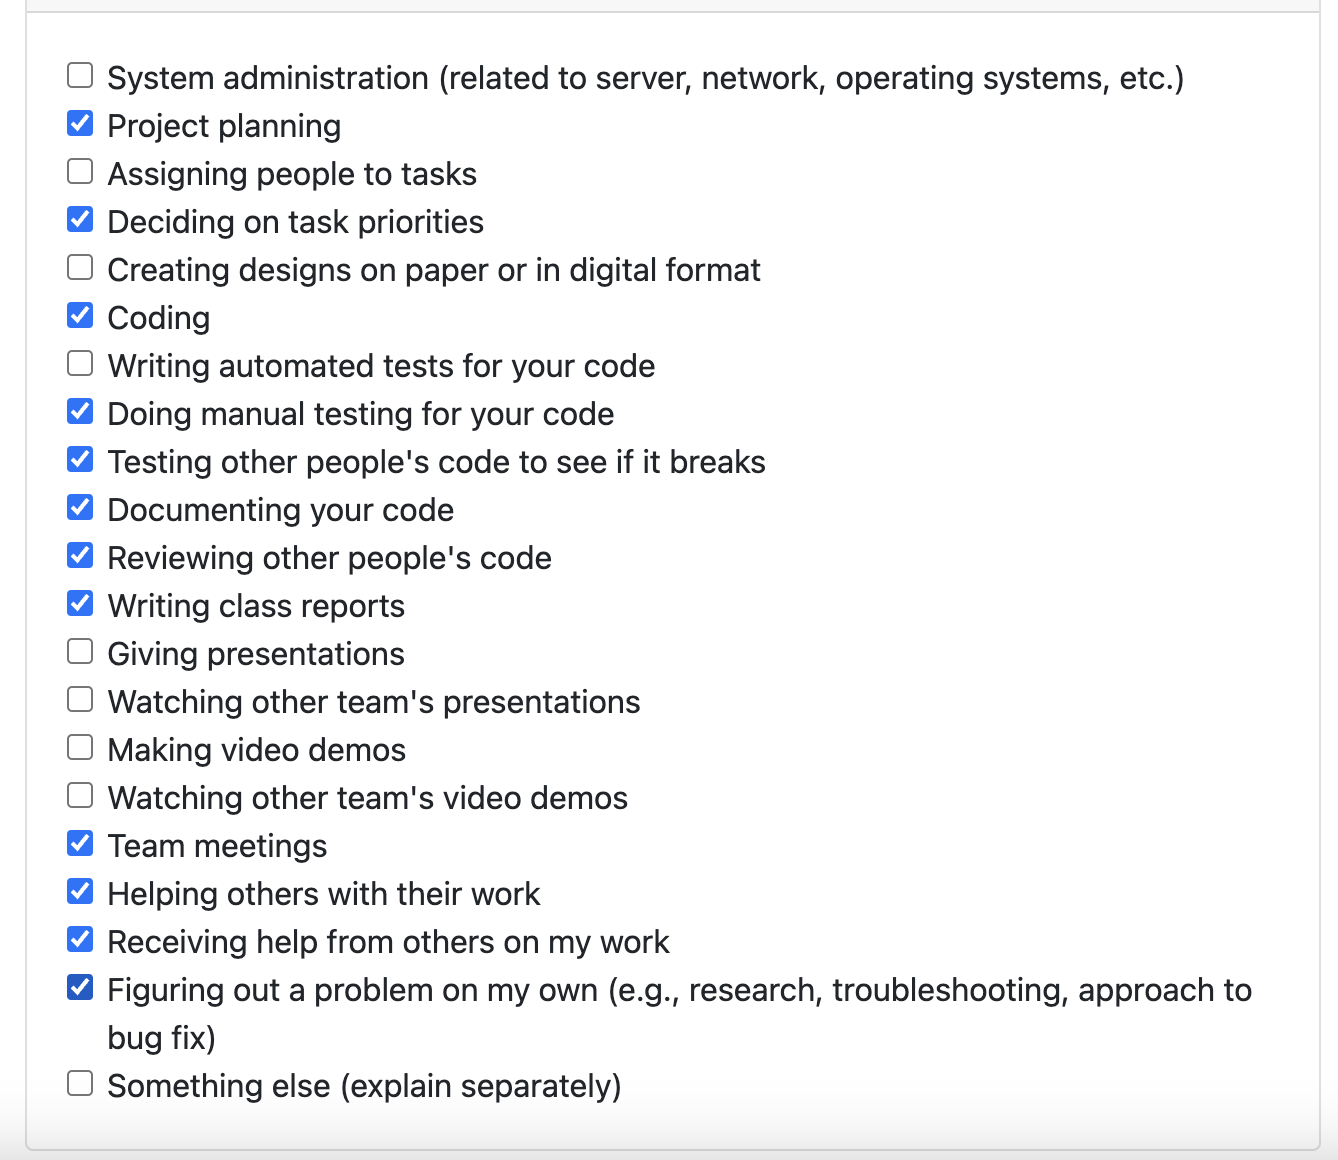 System administration (related to server, network, operating systems, etc.)
Project planning
Assigning people to tasks
Deciding on task priorities
Creating designs on paper or in digital format
Coding
Writing automated tests for your code
Doing manual testing for your code
Testing other people's code to see if it breaks
Documenting your code
Reviewing other people's code
Writing class reports
Giving presentations
Watching other team's presentations
Making video demos
Watching other team's video demos
Team meetings
Helping others with their work
Receiving help from others on my work
Figuring out a problem on my own (e.g., research, troubleshooting, approach to
bug fix)
Something else (explain separately)